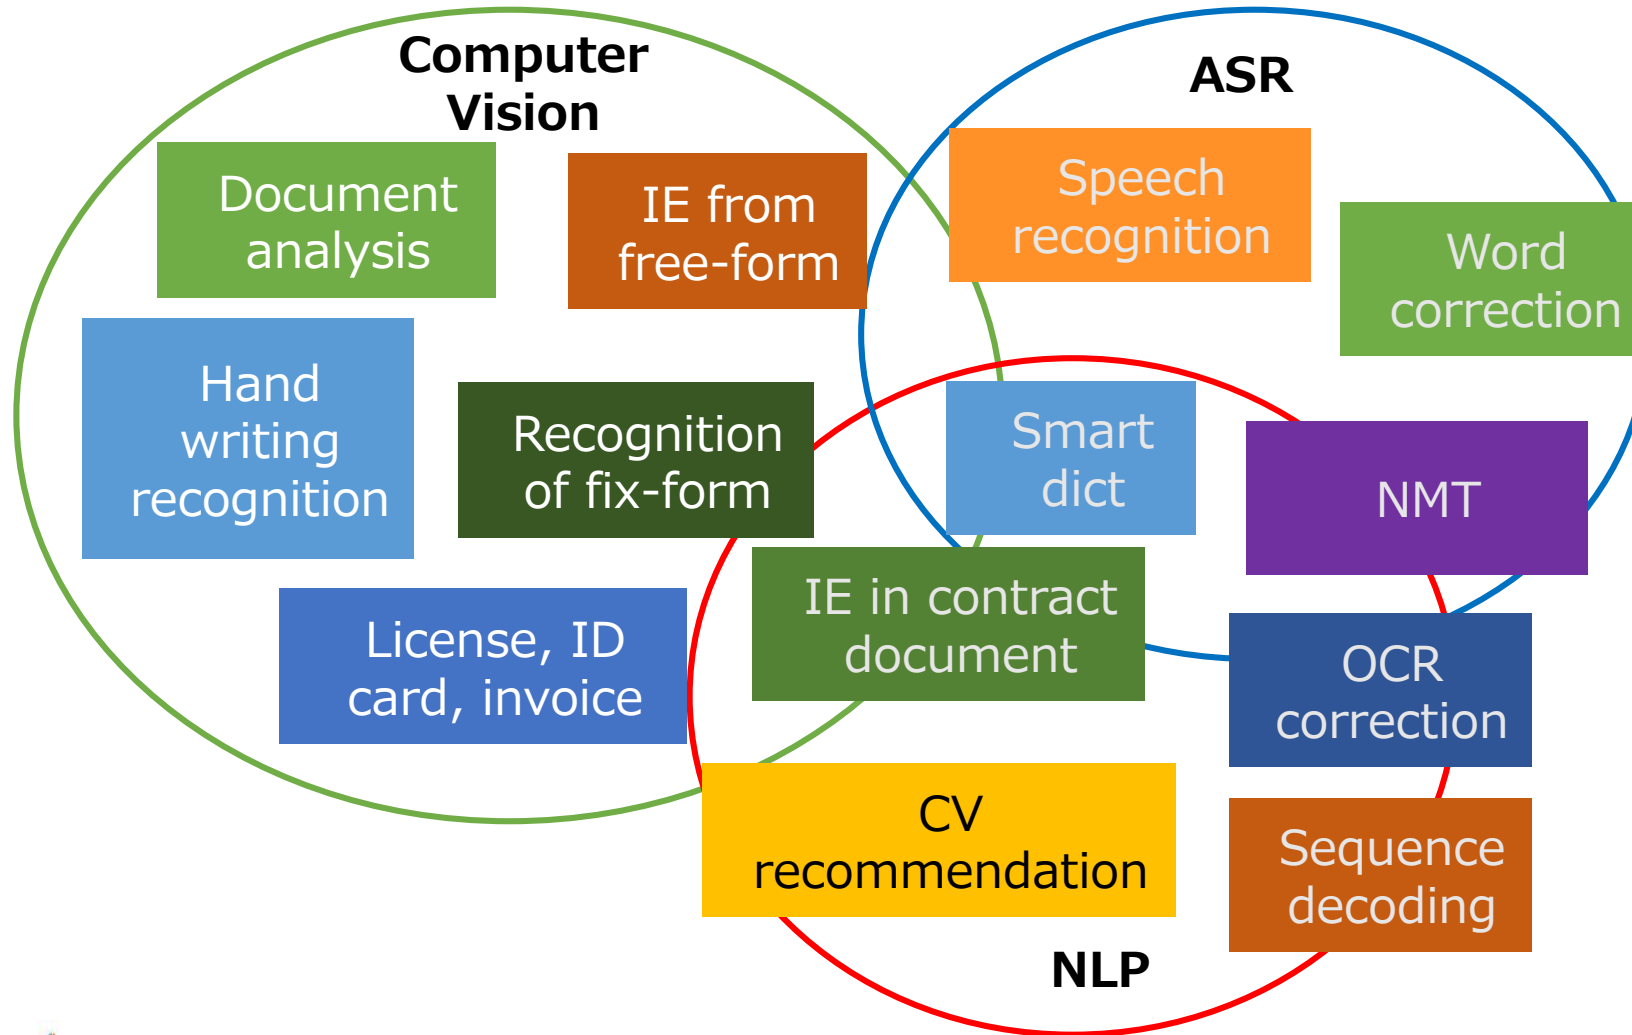 Computer
Vision
ASR
Document
analysis
IE from
free-form
Speech
recognition
Word
correction
Hand
writing
recognition
Recognition
of fix-form
Smart
dict
NMT
License, ID
card, invoice
IE in contract
document
OCR
correction
CV
recommendation
Sequence
decoding
NLP